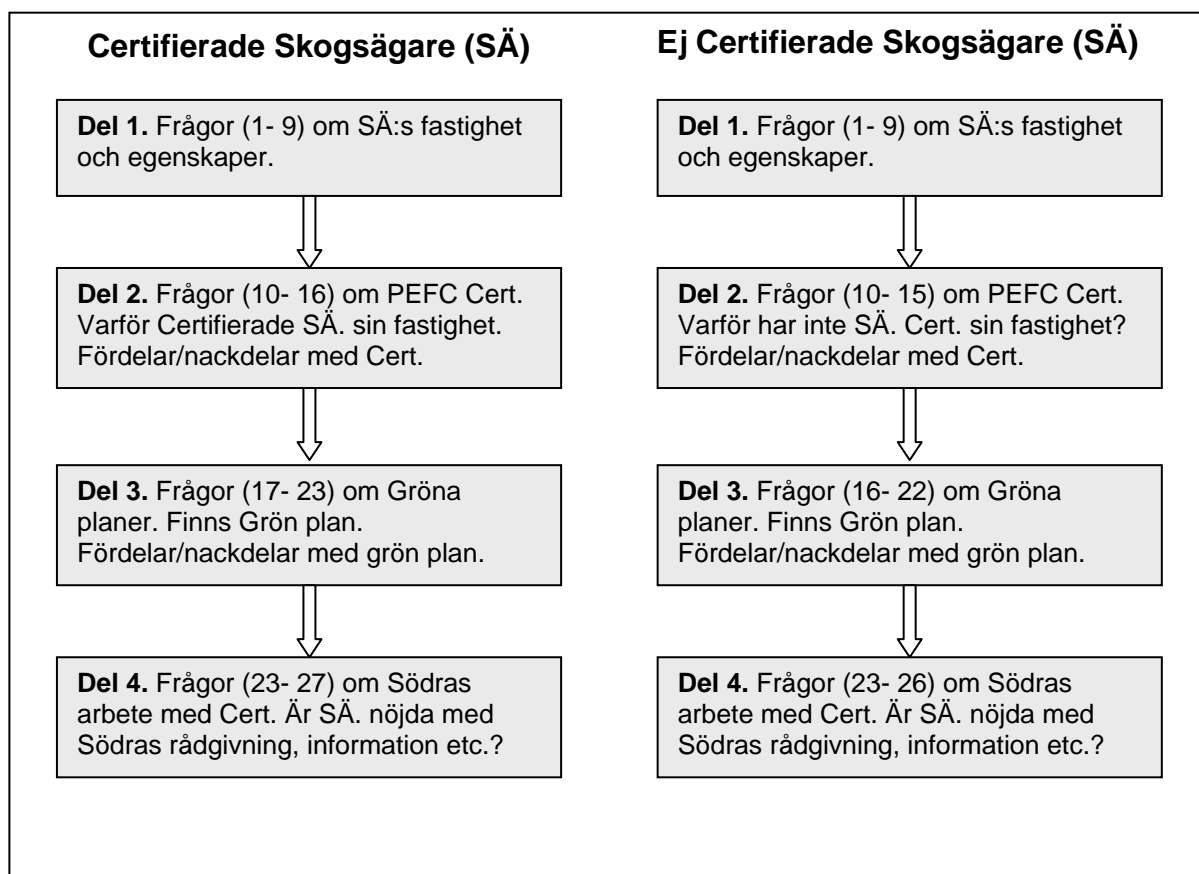 Certifierade Skogsägare (SÄ)
Del 1. Frågor (1- 9) om SÄ:s fastighet
och egenskaper.
Del 2. Frågor (10- 16) om PEFC Cert.
Varför Certifierade SÄ. sin fastighet.
Fördelar/nackdelar med Cert.
Del 3. Frågor (17- 23) om Gröna
planer. Finns Grön plan.
Fördelar/nackdelar med grön plan.
Del 4. Frågor (23- 27) om Södras
arbete med Cert. Är SÄ. nöjda med
Södras rådgivning, information etc.?
Ej Certifierade Skogsägare (SÄ)
Del 1. Frågor (1- 9) om SÄ:s fastighet
och egenskaper.
Del 2. Frågor (10- 15) om PEFC Cert.
Varför har inte SÄ. Cert. sin fastighet?
Fördelar/nackdelar med Cert.
Del 3. Frågor (16- 22) om Gröna
planer. Finns Grön plan.
Fördelar/nackdelar med grön plan.
Del 4. Frågor (23- 26) om Södras
arbete med Cert. Är SÄ. nöjda med
Södras rådgivning, information etc.?